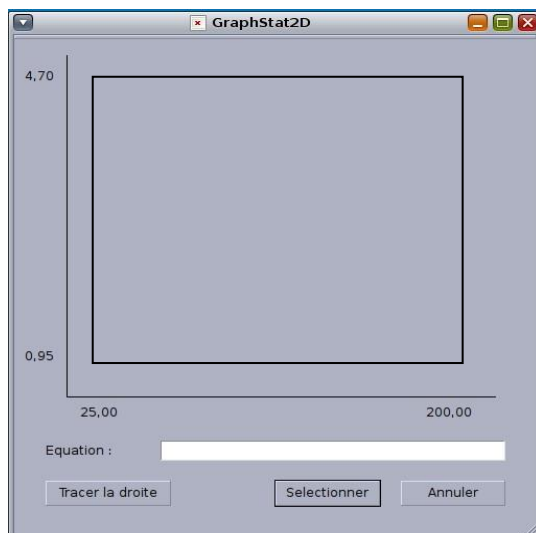 GraphStat2D
4,70
0,95
25,00 200,00
Equation :
Tracer la droite Selectionner Annuler